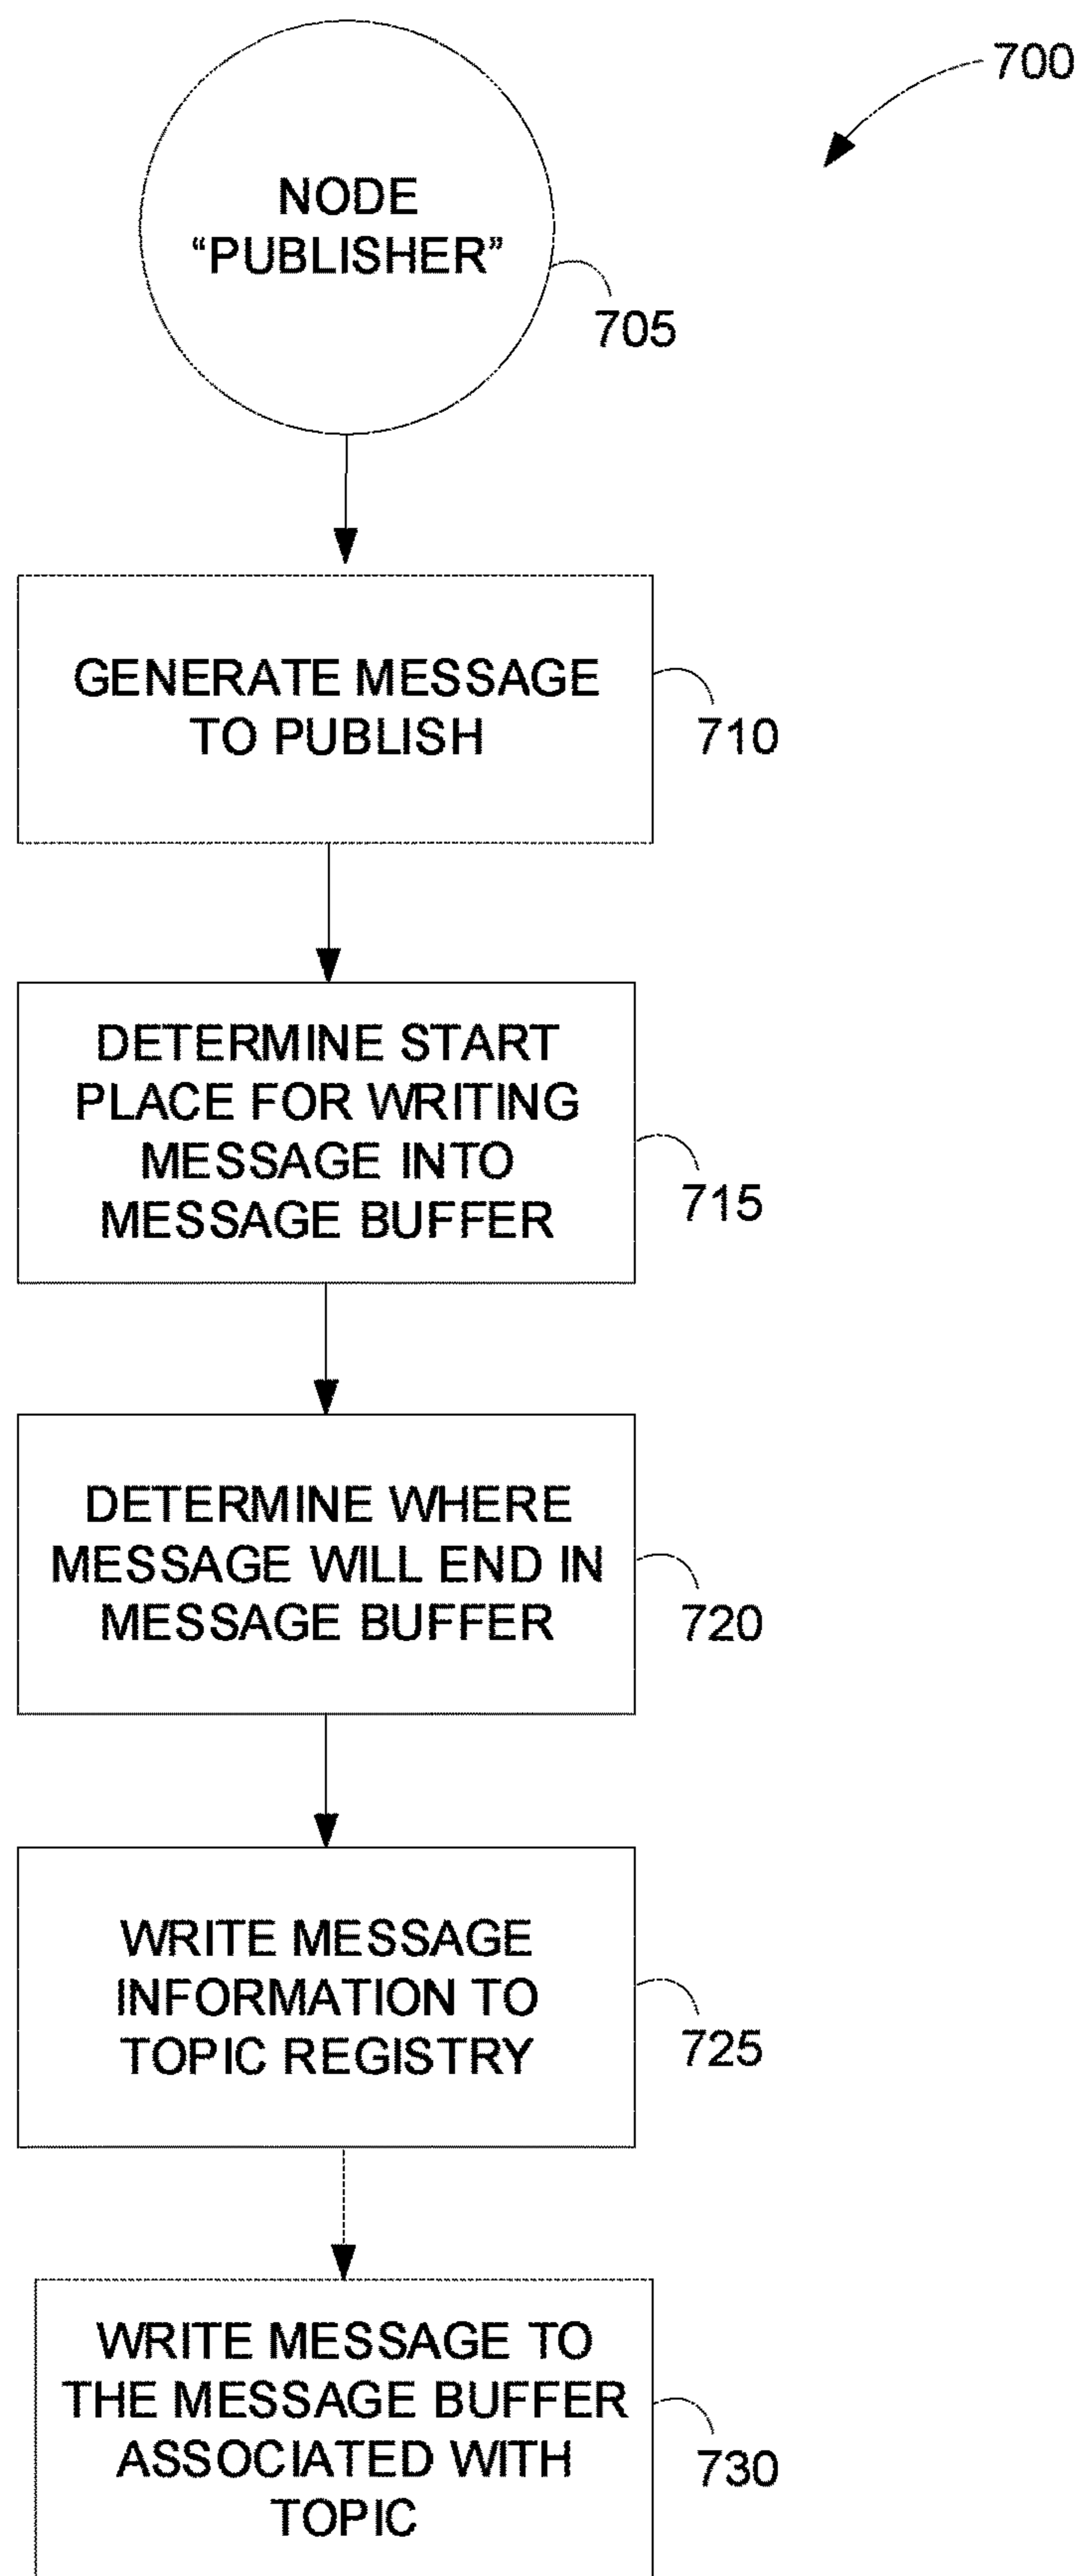 700
NODE
“PUBLISHER”
705
GENERATE MESSAGE
TO PUBLISH
710
DETERMINE START
PLACE FOR WRITING
MESSAGE INTO
MESSAGE BUFFER
715
DETERMINE WHERE
MESSAGE WILL END IN
MESSAGE BUFFER
720
WRITE MESSAGE
INFORMATION TO
TOPIC REGISTRY
725
WRITE MESSAGE TO
THE MESSAGE BUFFER
ASSOCIATED WITH
TOPIC
730